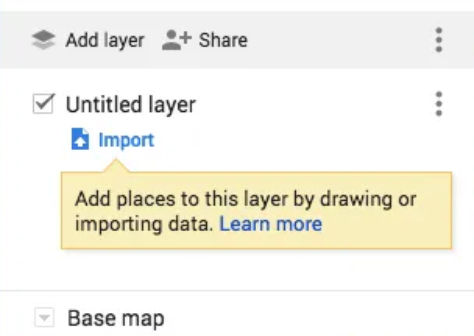 Add layer Share
Untitled layer
Import
Add places to this layer by drawing or
importing data. Learn more
Base map